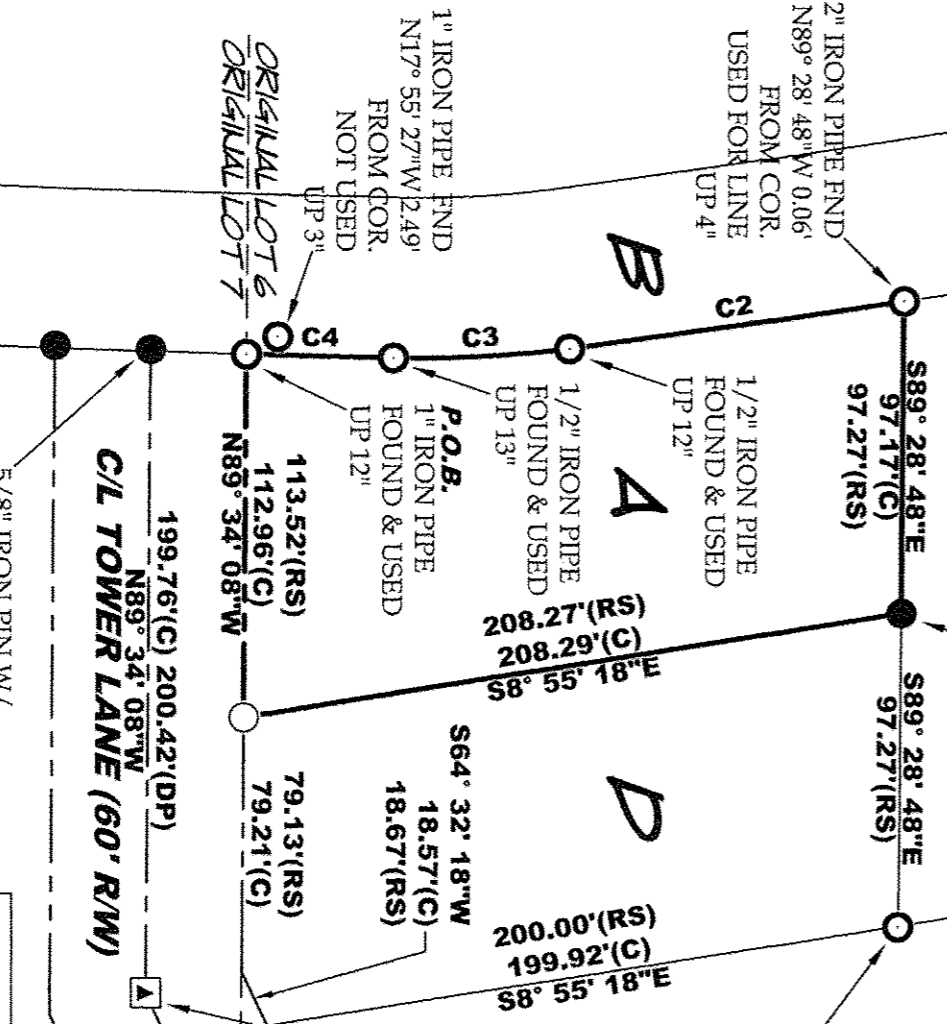 2" IRON PIPE FND
N89° 28' 48"W 0.06'
FROM COR.
USED FOR LINE
UP 4"
1" IRON PIPE FND
N17° 55' 27"W 2.49'
FROM COR.
NOT USED
UP 3"
ORIGINAL LOT 6
ORIGINAL LOT 7
B
C2
C3
C4
S89° 28' 48"E
97.17'(C)
97.27'(RS)
1/2" IRON PIPE
FOUND & USED
UP 12"
1/2" IRON PIPE
FOUND & USED
UP 13"
P.O.B.
1" IRON PIPE
FOUND & USED
UP 12"
A
113.52'(RS)
112.96'(C)
N89° 34' 08"W
208.27'(RS)
208.29'(C)
S8° 55' 18"E
S89° 28' 48"E
97.27'(RS)
D
S64° 32' 18"W
18.57'(C)
18.67'(RS)
79.13'(RS)
79.21'(C)
200.00'(RS)
199.92'(C)
S8° 55' 18"E
199.76'(C) 200.42'(DP)
N89° 34' 08"W
C/L TOWER LANE (60' R/W)
5/8" IRON PIN W/